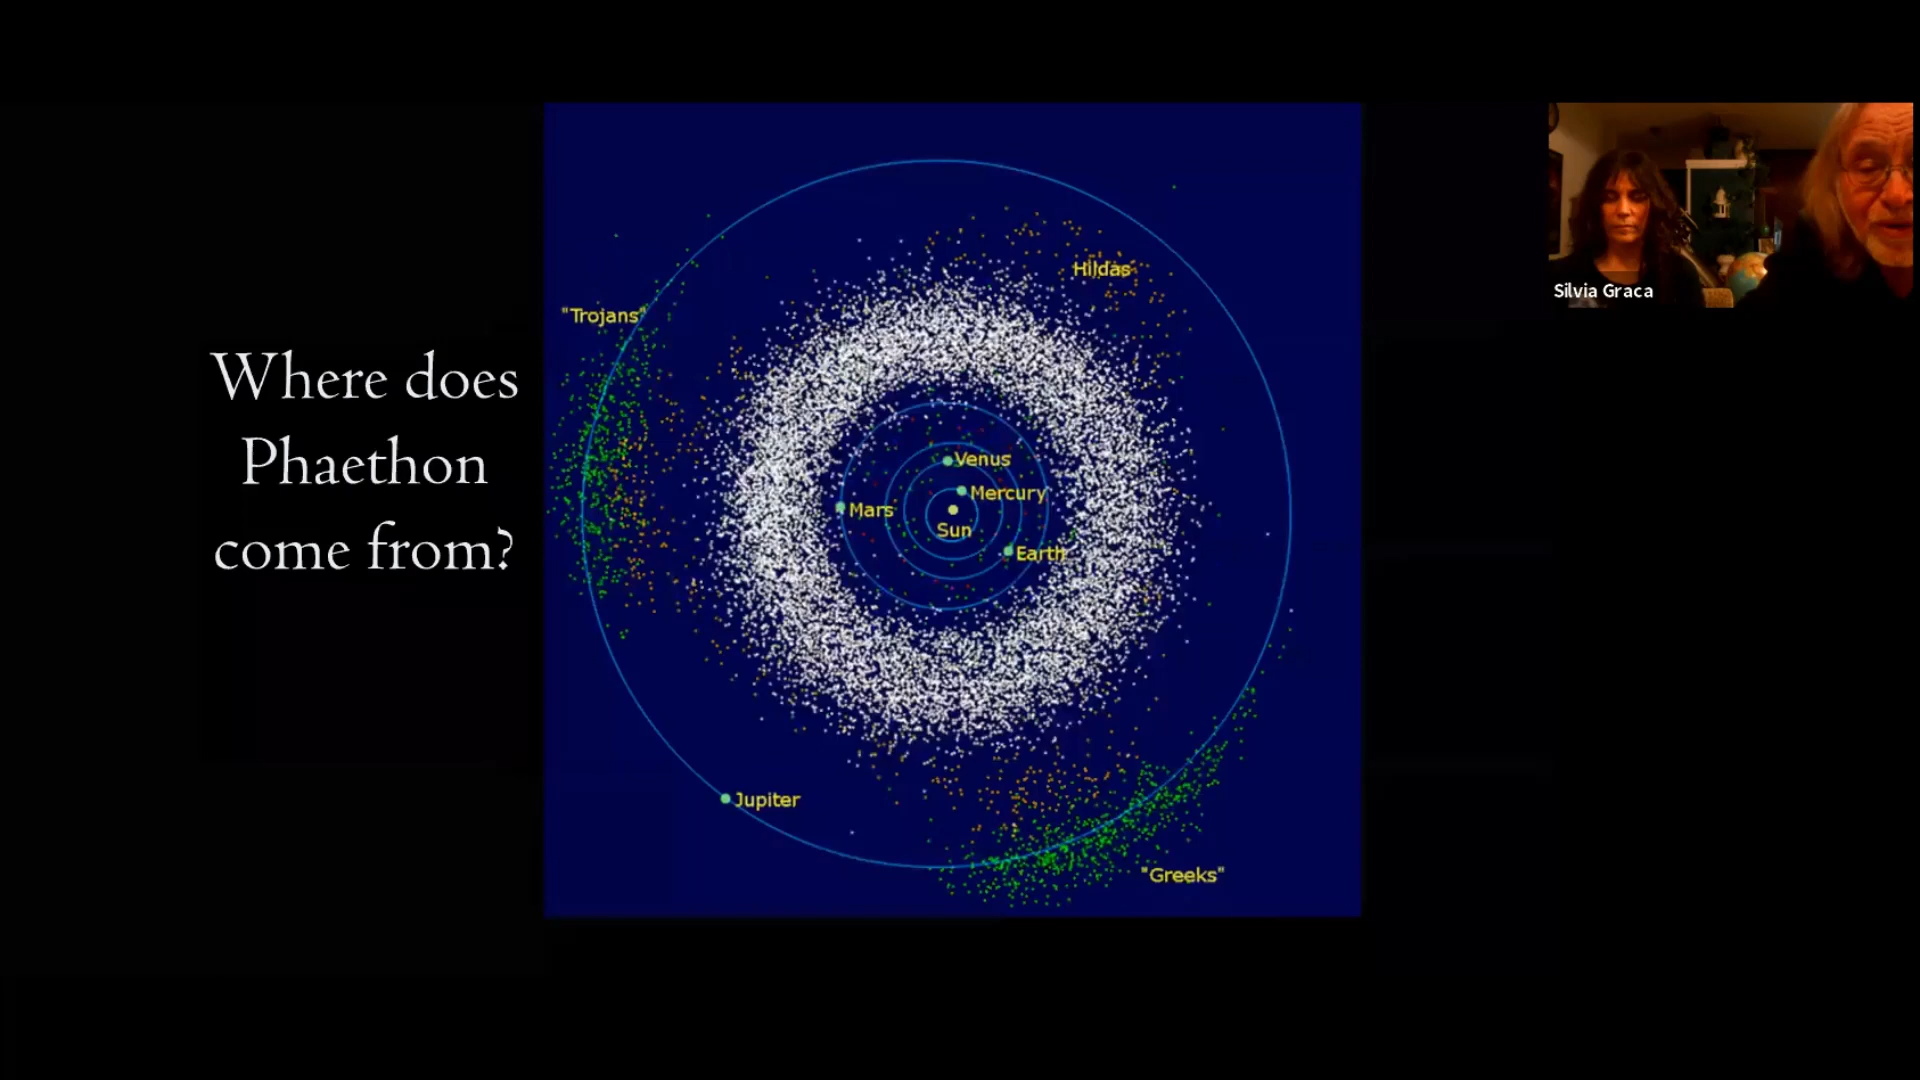 Where does
Phaethon
come from?
Hildas
"Trojans"
Venus
Mercury
Mars
Sun
Earth
Jupiter
"Greeks"
Silvia Graca